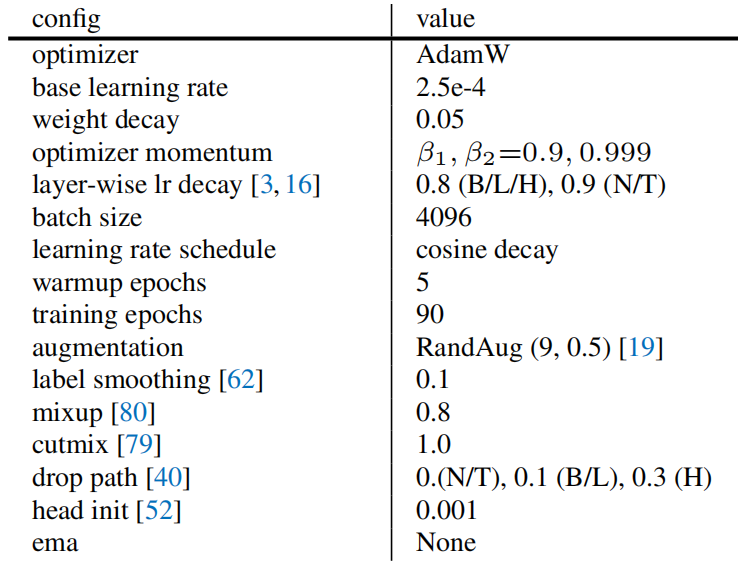 config value
optimizer AdamW
base learning rate 2.5e-4
weight decay 0.05
optimizer momentum β₁, β₂=0.9, 0.999
layer-wise lr decay [3, 16] 0.8 (B/L/H), 0.9 (N/T)
batch size 4096
learning rate schedule cosine decay
warmup epochs 5
training epochs 90
augmentation RandAug (9, 0.5) [19]
label smoothing [62] 0.1
mixup [80] 0.8
cutmix [79] 1.0
drop path [40] 0.(N/T), 0.1 (B/L), 0.3 (H)
head init [52] 0.001
ema None